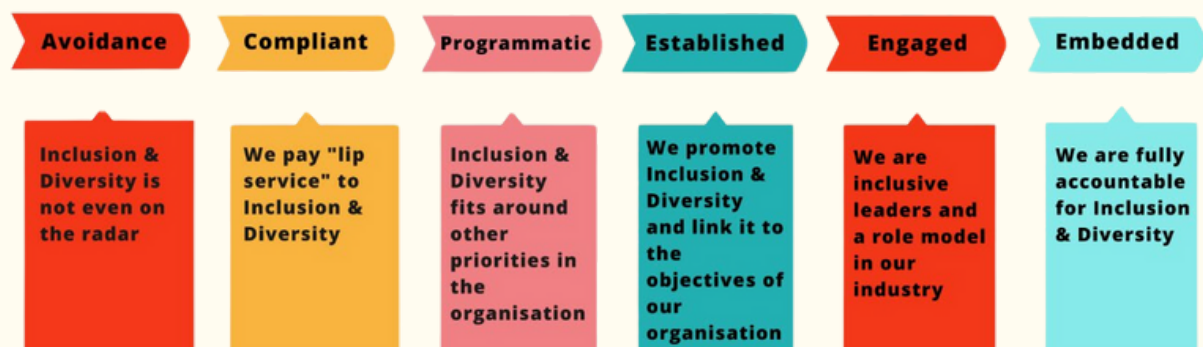 Avoidance
Compliant
Programmatic
Established
Engaged
Embedded
Inclusion &
Diversity is
not even on
the radar
We pay "lip
service" to
Inclusion &
Diversity
Inclusion &
Diversity
fits around
other
priorities in
the
organisation
We promote
Inclusion &
Diversity
and link it to
the
objectives of
our
organisation
We are
inclusive
leaders and
a role model
in our
industry
We are fully
accountable
for Inclusion
& Diversity